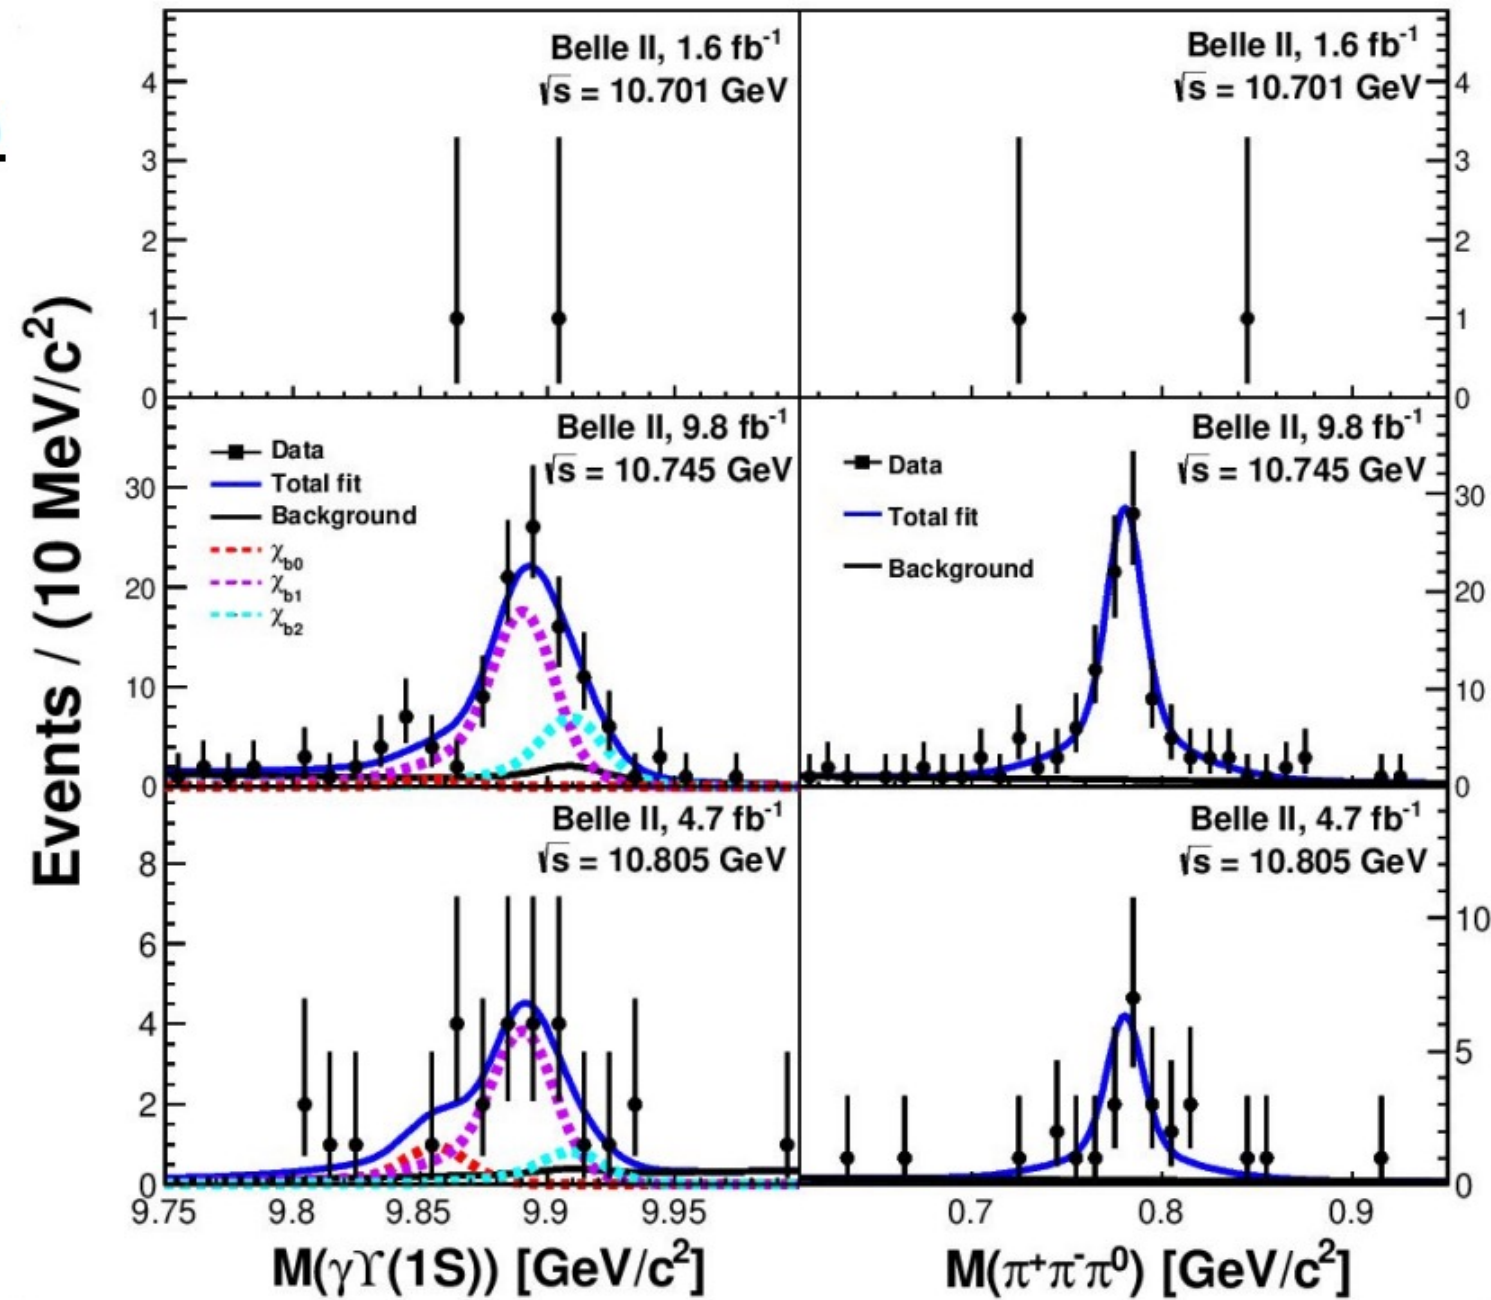 Events / (10 MeV/c²)
Belle II, 1.6 fb⁻¹
√s = 10.701 GeV
4
3
2
1
0
Belle II, 1.6 fb⁻¹
√s = 10.701 GeV
4
3
2
1
0
Belle II, 9.8 fb⁻¹
√s = 10.745 GeV
Data
Total fit
Background
χb0
χb1
χb2
30
20
10
0
Belle II, 9.8 fb⁻¹
√s = 10.745 GeV
Data
Total fit
Background
30
20
10
0
Belle II, 4.7 fb⁻¹
√s = 10.805 GeV
8
6
4
2
0
Belle II, 4.7 fb⁻¹
√s = 10.805 GeV
10
5
0
9.75 9.8 9.85 9.9 9.95
0.7 0.8 0.9
M(γϒ(1S)) [GeV/c²]
M(π⁺π⁻π⁰) [GeV/c²]